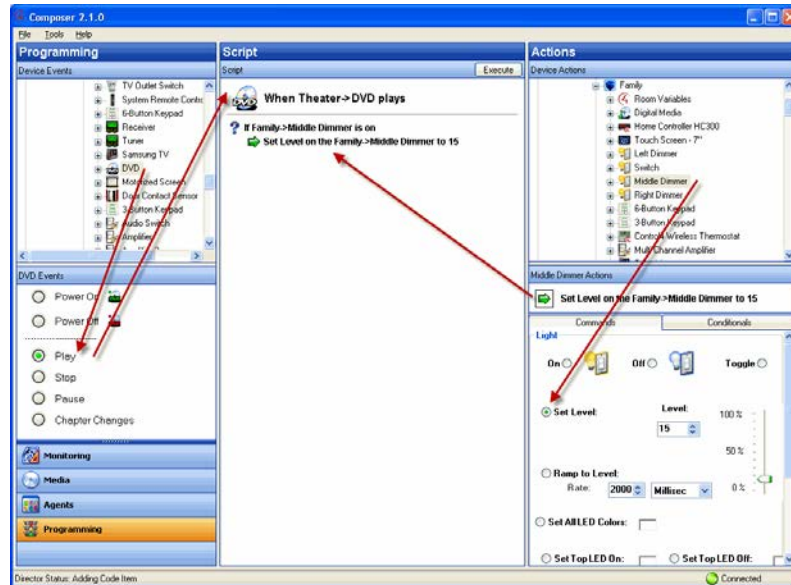 Composer 2.1.0
File Tools Help
Programming
Device Events
TV Outlet Switch
System Remote Contro
6-Button Keypad
Receiver
Tuner
Samsung TV
DVD
Motorized Screen
Door Contact Sensor
3-Button Keypad
Audio Switch
Amplifier
DVD Events
Power On
Power Off
Play
Stop
Pause
Chapter Changes
Monitoring
Media
Agents
Programming
Script
Script Execute
When Theater->DVD plays
? If Family->Middle Dimmer is on
Set Level on the Family->Middle Dimmer to 15
Actions
Device Actions
Family
Room Variables
Digital Media
Home Controller HC300
Touch Screen - 7"
Left Dimmer
Switch
Middle Dimmer
Right Dimmer
6-Button Keypad
3-Button Keypad
Control4 Wireless Thermostat
Multi Channel Amplifier
Middle Dimmer Actions
Set Level on the Family->Middle Dimmer to 15
Commands Conditionals
Light
On Off Toggle
Set Level: Level: 100 %
15
50 %
Ramp to Level:
Rate: 2000 Millisec 0 %
Set All LED Colors:
Set Top LED On: Set Top LED Off:
Director Status: Adding Code Item Connected